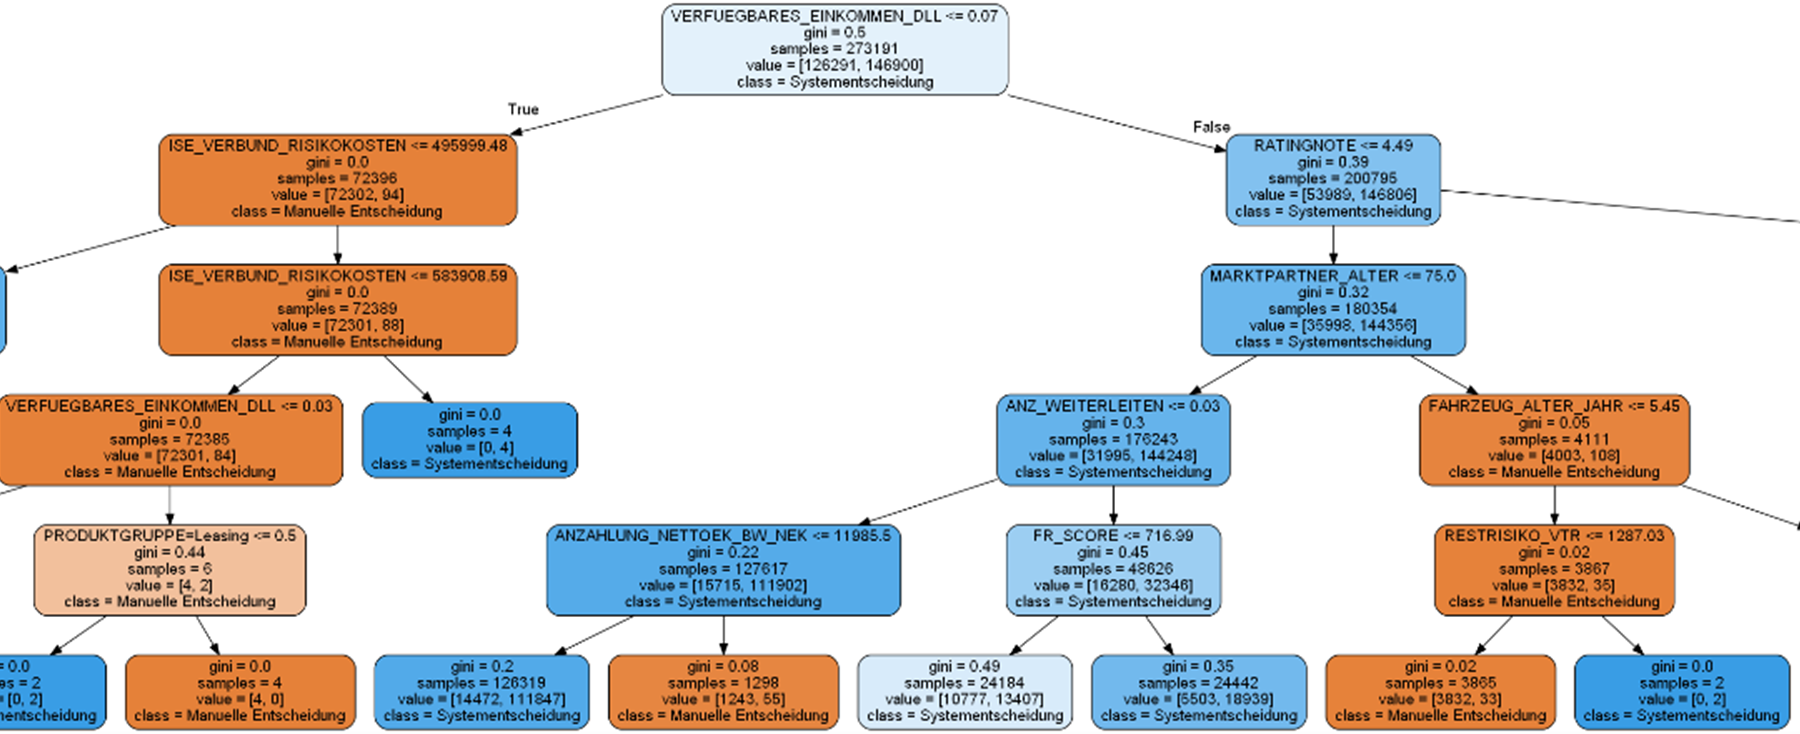 VERFUEGBARES_EINKOMMEN_DLL <= 0.07
gini = 0.5
samples = 273191
value = [126291, 146900]
class = Systementscheidung
True
False
ISE_VERBUND_RISIKOKOSTEN <= 495999.48
gini = 0.0
samples = 72396
value = [72302, 94]
class = Manuelle Entscheidung
RATINGNOTE <= 4.49
gini = 0.39
samples = 200795
value = [53989, 146806]
class = Systementscheidung
ISE_VERBUND_RISIKOKOSTEN <= 583908.59
gini = 0.0
samples = 72389
value = [72301, 88]
class = Manuelle Entscheidung
MARKTPARTNER_ALTER <= 75.0
gini = 0.32
samples = 180354
value = [35998, 144356]
class = Systementscheidung
VERFUEGBARES_EINKOMMEN_DLL <= 0.03
gini = 0.0
samples = 72385
value = [72301, 84]
class = Manuelle Entscheidung
gini = 0.0
samples = 4
value = [0, 4]
class = Systementscheidung
ANZ_WEITERLEITEN <= 0.03
gini = 0.3
samples = 176243
value = [31995, 144248]
class = Systementscheidung
FAHRZEUG_ALTER_JAHR <= 5.45
gini = 0.05
samples = 4111
value = [4003, 108]
class = Manuelle Entscheidung
PRODUKTGRUPPE=Leasing <= 0.5
gini = 0.44
samples = 6
value = [4, 2]
class = Manuelle Entscheidung
ANZAHLUNG_NETTOEK_BW_NEK <= 11985.5
gini = 0.22
samples = 127617
value = [15715, 111902]
class = Systementscheidung
FR_SCORE <= 716.99
gini = 0.45
samples = 48626
value = [16280, 32346]
class = Systementscheidung
RESTRISIKO_VTR <= 1287.03
gini = 0.02
samples = 3867
value = [3832, 35]
class = Manuelle Entscheidung
= 0.0
es = 2
= [0, 2]
nentscheidung
gini = 0.0
samples = 4
value = [4, 0]
class = Manuelle Entscheidung
gini = 0.2
samples = 126319
value = [14472, 111847]
class = Systementscheidung
gini = 0.08
samples = 1298
value = [1243, 55]
class = Manuelle Entscheidung
gini = 0.49
samples = 24184
value = [10777, 13407]
class = Systementscheidung
gini = 0.35
samples = 24442
value = [5503, 18939]
class = Systementscheidung
gini = 0.02
samples = 3865
value = [3832, 33]
class = Manuelle Entscheidung
gini = 0.0
samples = 2
value = [0, 2]
class = Systementscheidung